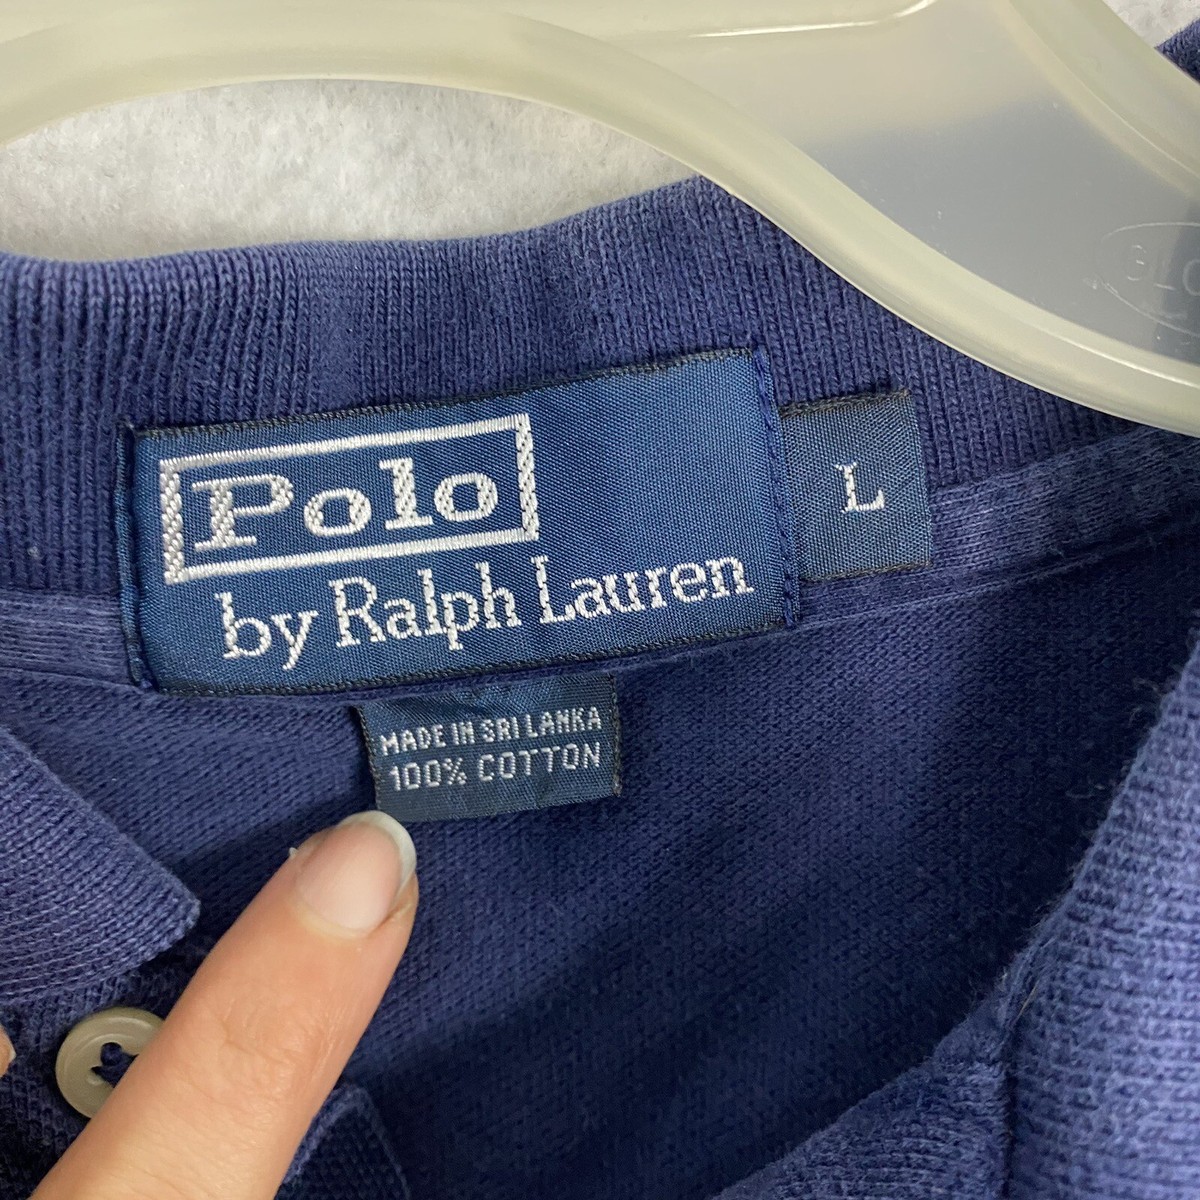 Polo
by Ralph Lauren
L
MADE IN SRI LANKA
100% COTTON